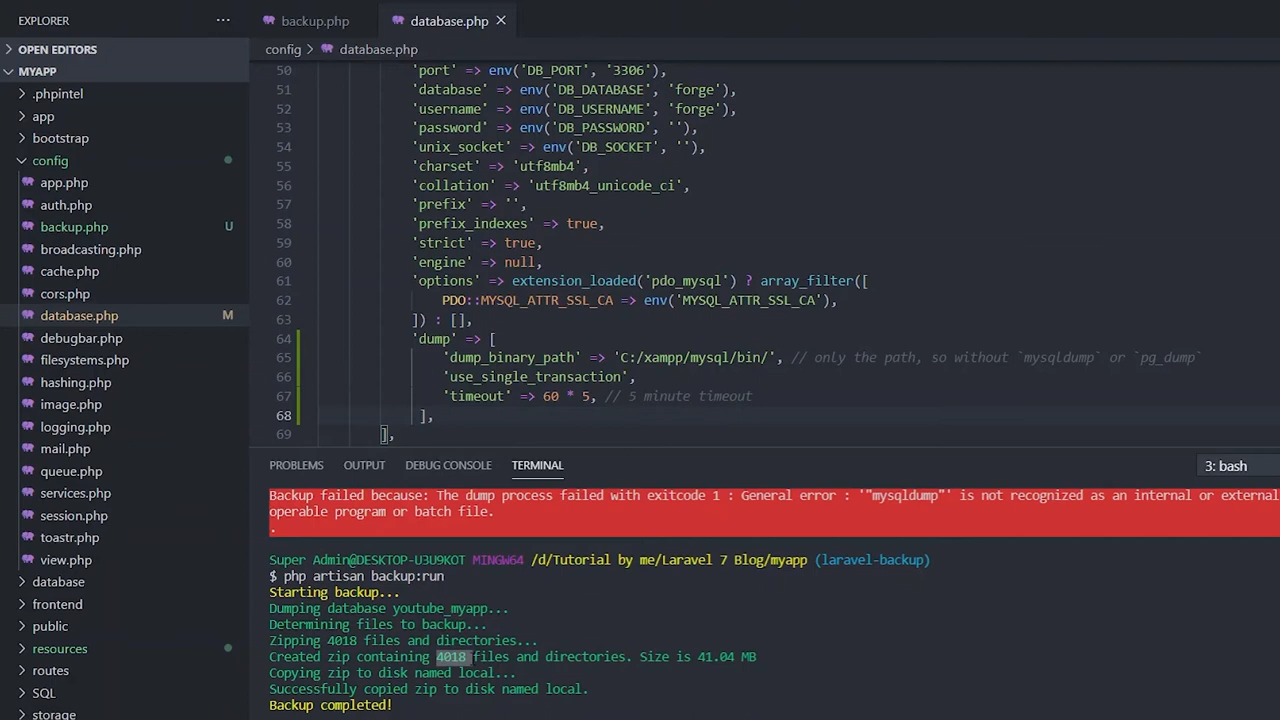 EXPLORER
···
OPEN EDITORS
MYAPP
.phpintel
app
bootstrap
config
app.php
auth.php
backup.php U
broadcasting.php
cache.php
cors.php
database.php M
debugbar.php
filesystems.php
hashing.php
image.php
logging.php
mail.php
queue.php
services.php
session.php
toastr.php
view.php
database
frontend
public
resources
routes
SQL
storage
backup.php
database.php
config > database.php
50 'port' => env('DB_PORT', '3306'),
51 'database' => env('DB_DATABASE', 'forge'),
52 'username' => env('DB_USERNAME', 'forge'),
53 'password' => env('DB_PASSWORD', ''),
54 'unix_socket' => env('DB_SOCKET', ''),
55 'charset' => 'utf8mb4',
56 'collation' => 'utf8mb4_unicode_ci',
57 'prefix' => '',
58 'prefix_indexes' => true,
59 'strict' => true,
60 'engine' => null,
61 'options' => extension_loaded('pdo_mysql') ? array_filter([
62 PDO::MYSQL_ATTR_SSL_CA => env('MYSQL_ATTR_SSL_CA'),
63 ]) : [],
64 'dump' => [
65 'dump_binary_path' => 'C:/xampp/mysql/bin/', // only the path, so without `mysqldump` or `pg_dump`
66 'use_single_transaction',
67 'timeout' => 60 * 5, // 5 minute timeout
68 ],
69 ],
PROBLEMS OUTPUT DEBUG CONSOLE TERMINAL 3: bash
Backup failed because: The dump process failed with exitcode 1 : General error : '"mysqldump"' is not recognized as an internal or external
operable program or batch file.
.
Super Admin@DESKTOP-U3U9KOT MINGW64 /d/Tutorial by me/Laravel 7 Blog/myapp (laravel-backup)
$ php artisan backup:run
Starting backup...
Dumping database youtube_myapp...
Determining files to backup...
Zipping 4018 files and directories...
Created zip containing 4018 files and directories. Size is 41.04 MB
Copying zip to disk named local...
Successfully copied zip to disk named local.
Backup completed!